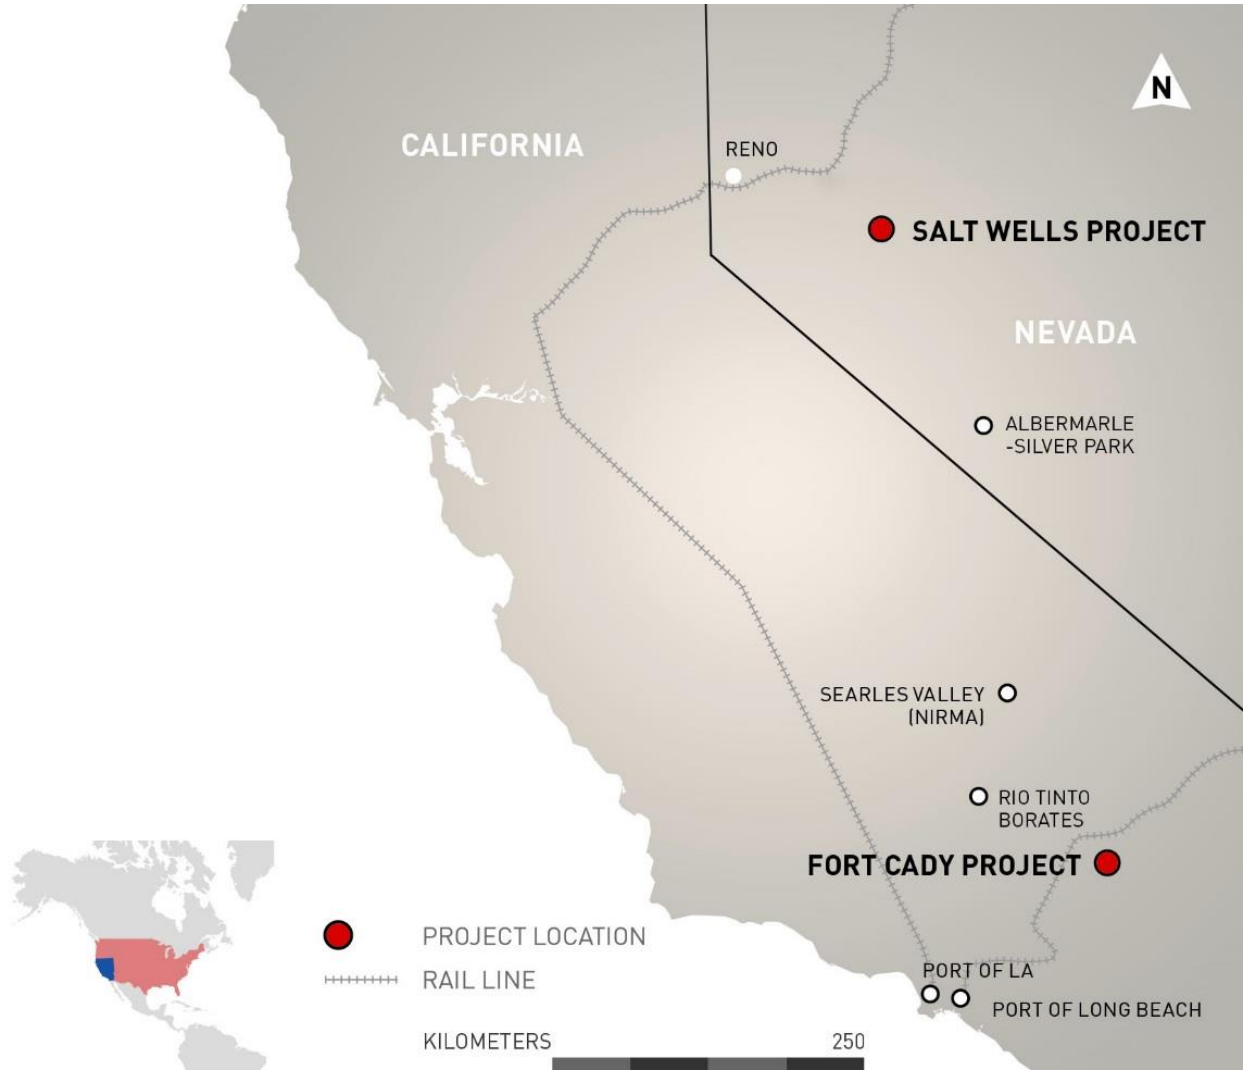 N
CALIFORNIA
RENO
SALT WELLS PROJECT
NEVADA
ALBERMARLE
-SILVER PARK
SEARLES VALLEY
(NIRMA)
RIO TINTO
BORATES
FORT CADY PROJECT
PROJECT LOCATION
RAIL LINE
PORT OF LA
PORT OF LONG BEACH
KILOMETERS 250